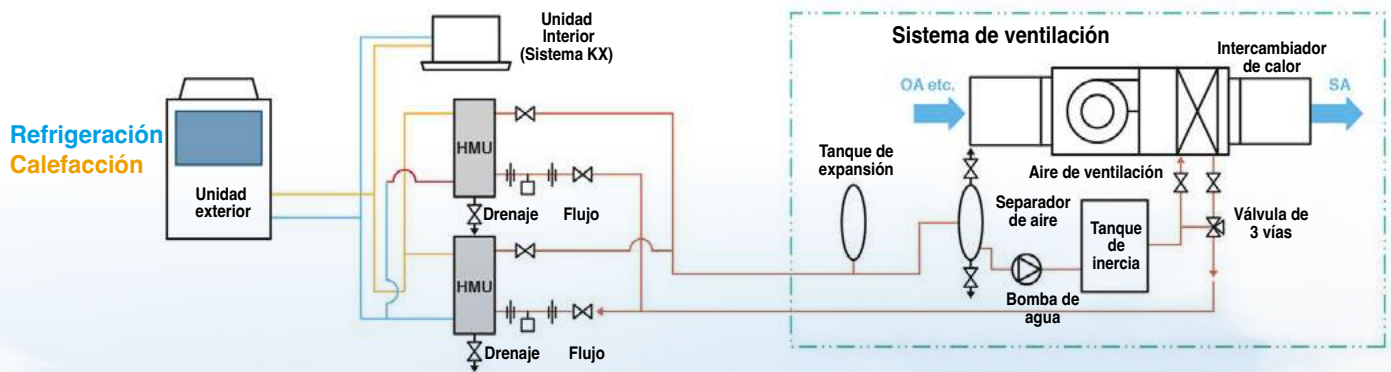 Unidad
Interior
(Sistema KX)
Sistema de ventilación
Intercambiador
de calor
OA etc.
SA
Refrigeración
Calefacción
Unidad
exterior
HMU
Tanque de
expansión
Aire de ventilación
Drenaje
Flujo
Separador
de aire
Tanque
de
inercia
Válvula de
3 vías
HMU
Bomba de
agua
Drenaje
Flujo